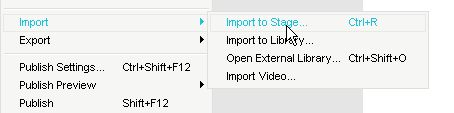 Import
Export
Publish Settings... Ctrl+Shift+F12
Publish Preview
Publish Shift+F12
Import to Stage... Ctrl+R
Import to Library...
Open External Library... Ctrl+Shift+O
Import Video...